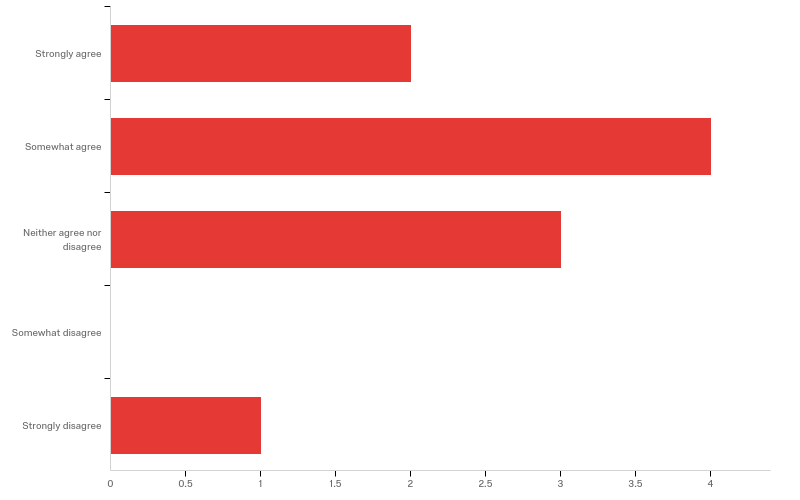 Strongly agree
Somewhat agree
Neither agree nor
disagree
Somewhat disagree
Strongly disagree
0 0.5 1 1.5 2 2.5 3 3.5 4